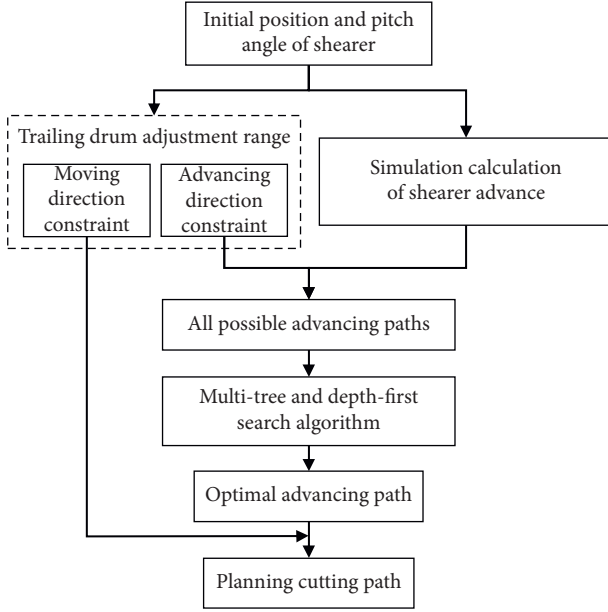 Initial position and pitch
angle of shearer
Trailing drum adjustment range
Moving
direction
constraint
Advancing
direction
constraint
Simulation calculation
of shearer advance
All possible advancing paths
Multi-tree and depth-first
search algorithm
Optimal advancing path
Planning cutting path